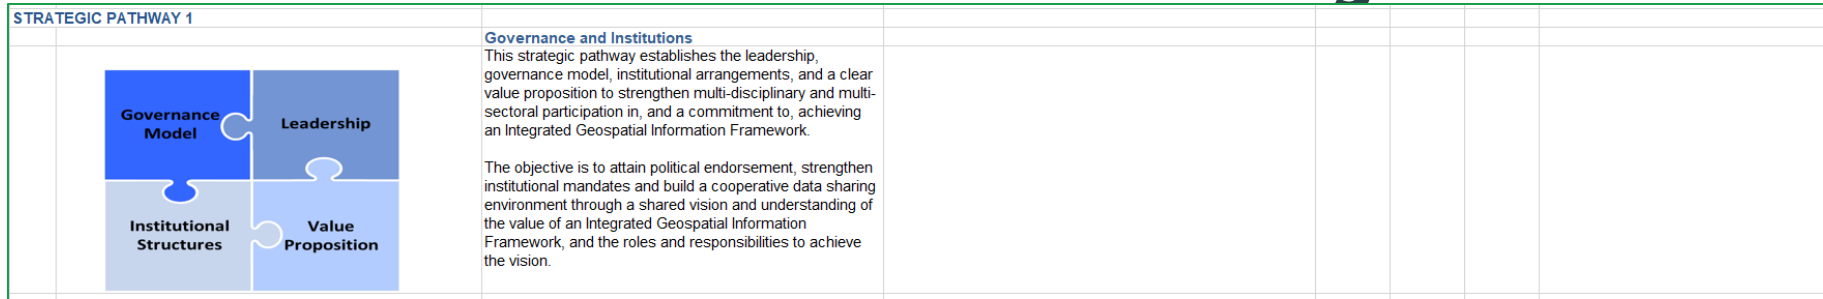 STRATEGIC PATHWAY 1
Governance and Institutions
This strategic pathway establishes the leadership,
governance model, institutional arrangements, and a clear
value proposition to strengthen multi-disciplinary and multi-
sectoral participation in, and a commitment to, achieving
an Integrated Geospatial Information Framework.
The objective is to attain political endorsement, strengthen
institutional mandates and build a cooperative data sharing
environment through a shared vision and understanding of
the value of an Integrated Geospatial Information
Framework, and the roles and responsibilities to achieve
the vision.
Governance
Model
Leadership
Institutional
Structures
Value
Proposition